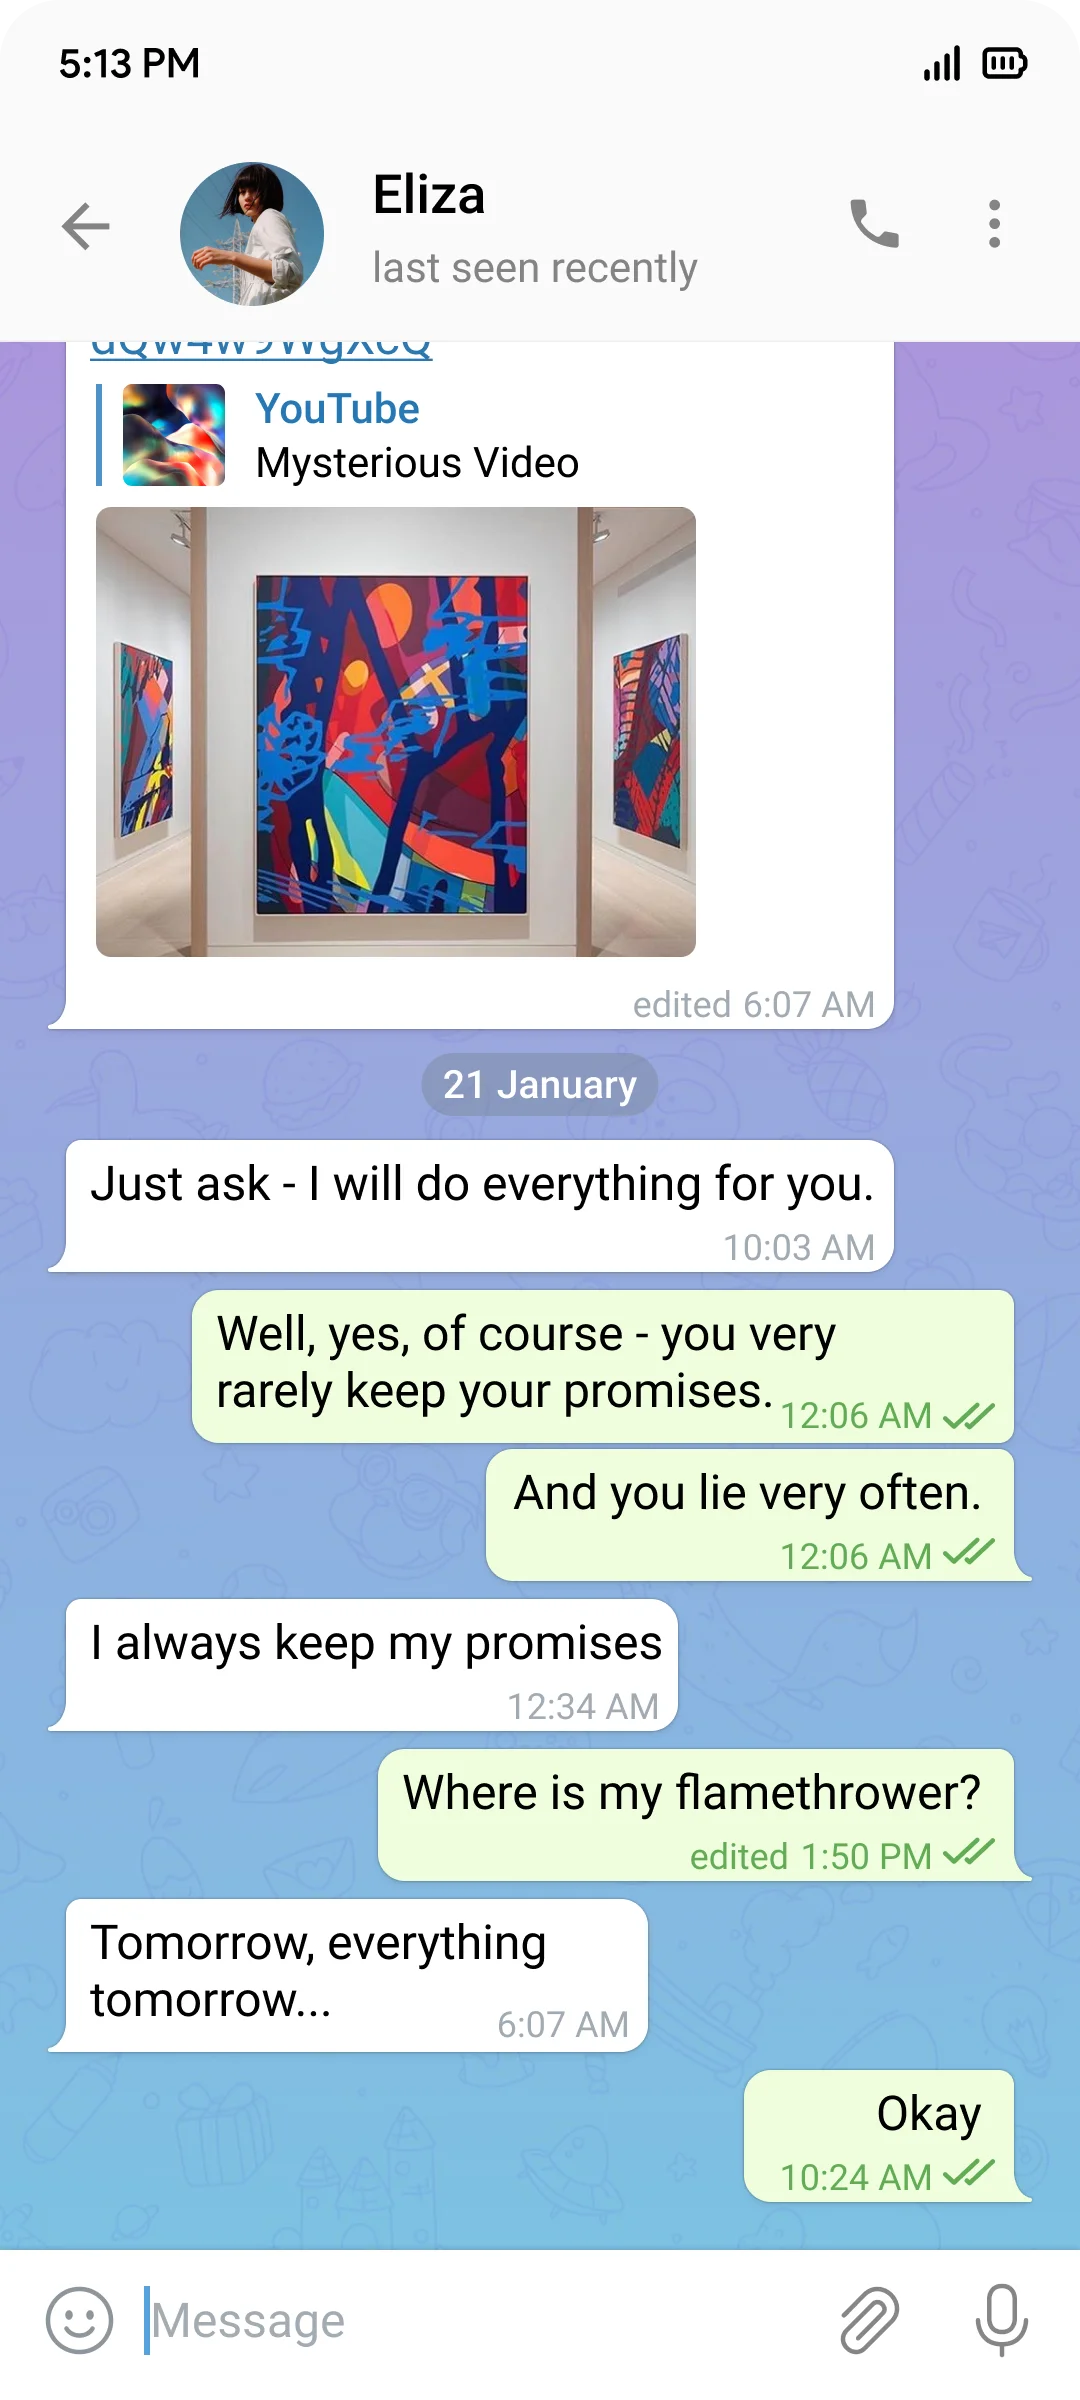 5:13 PM
Eliza
last seen recently
dQw4w9WgXcQ
YouTube
Mysterious Video
edited 6:07 AM
21 January
Just ask - I will do everything for you.
10:03 AM
Well, yes, of course - you very
rarely keep your promises. 12:06 AM
And you lie very often.
12:06 AM
I always keep my promises
12:34 AM
Where is my flamethrower?
edited 1:50 PM
Tomorrow, everything
tomorrow... 6:07 AM
Okay
10:24 AM
Message